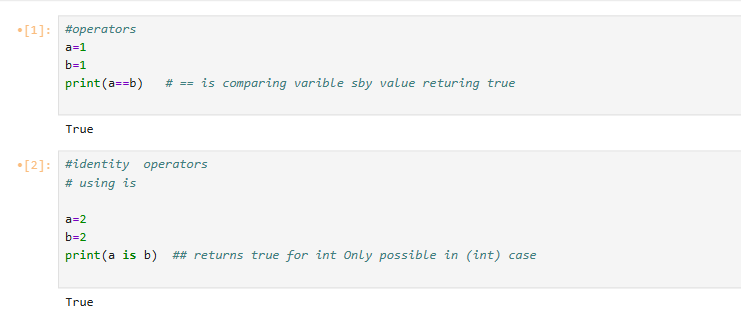 •[1]: #operators
a=1
b=1
print(a==b)   # == is comparing varible sby value returing true
True
•[2]: #identity  operators
# using is
a=2
b=2
print(a is b)  ## returns true for int Only possible in (int) case
True